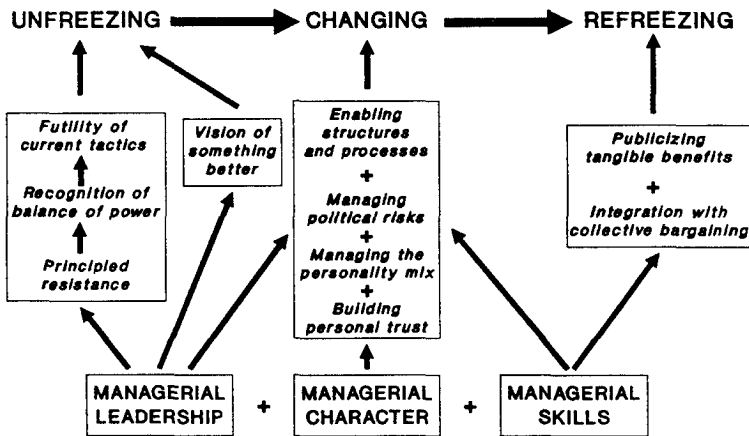 UNFREEZING CHANGING REFREEZING
Futility of
current tactics
Recognition of
balance of power
Principled
resistance
Vision of
something
better
Enabling
structures
and processes
+
Managing
political risks
+
Managing the
personality mix
+
Building
personal trust
Publicizing
tangible benefits
+
Integration with
collective bargaining
MANAGERIAL
LEADERSHIP
+
MANAGERIAL
CHARACTER
+
MANAGERIAL
SKILLS